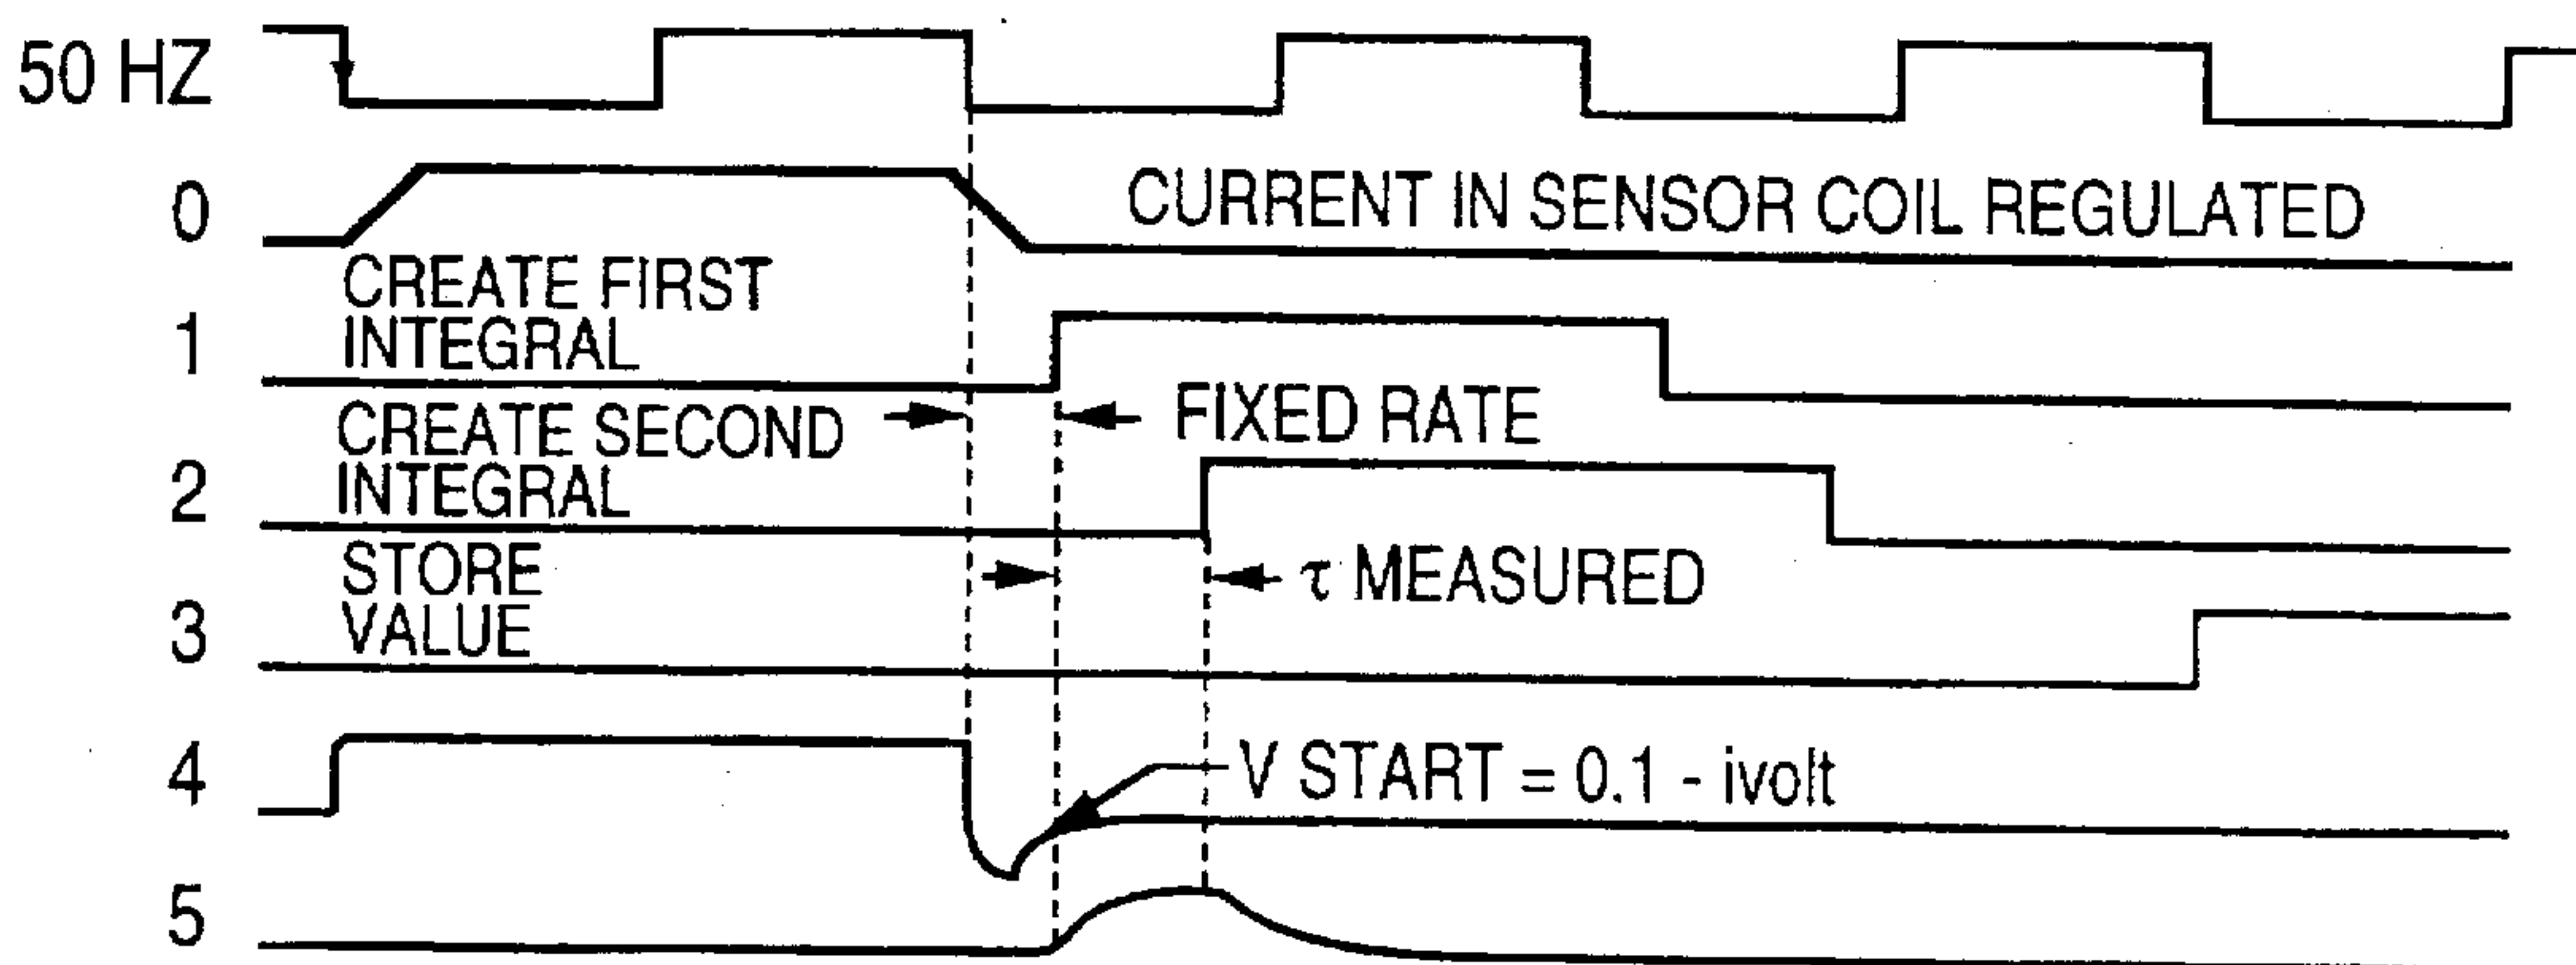 50 HZ
0
CURRENT IN SENSOR COIL REGULATED
CREATE FIRST
INTEGRAL
1
FIXED RATE
CREATE SECOND
INTEGRAL
2
τ MEASURED
STORE
VALUE
3
4
V START = 0.1 - ivolt
5